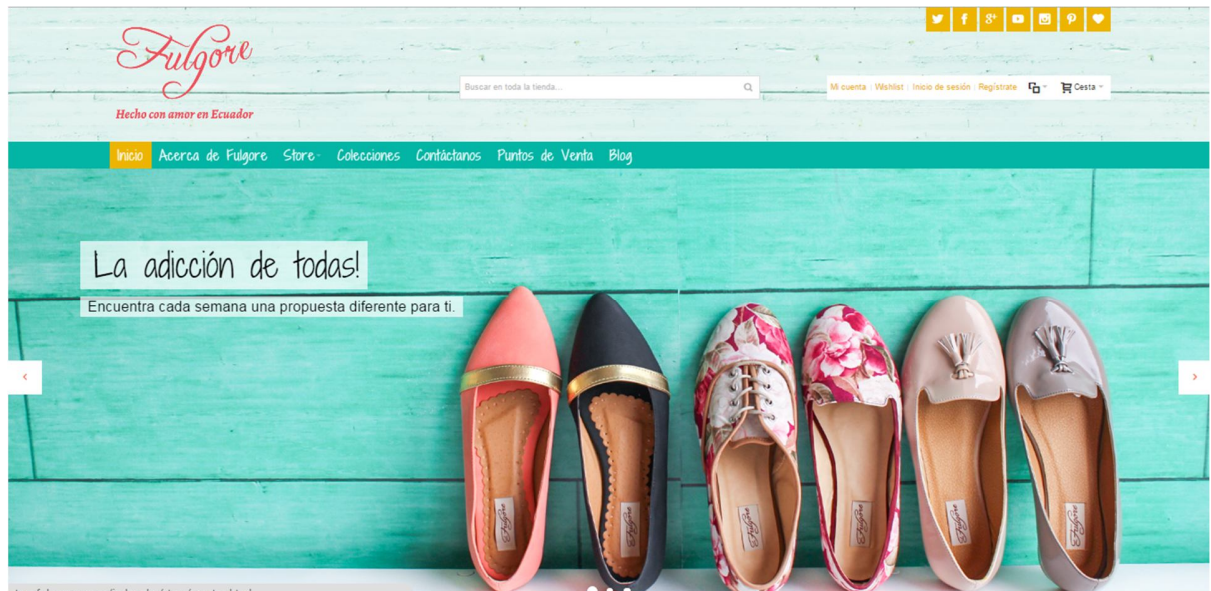 Fulgore
Hecho con amor en Ecuador
Buscar en toda la tienda...
Mi cuenta | Wishlist | Inicio de sesión | Regístrate
Cesta
Inicio Acerca de Fulgore Store Colecciones Contáctanos Puntos de Venta Blog
La adicción de todas!
Encuentra cada semana una propuesta diferente para ti.
Fulgore
Fulgore
Fulgore
Fulgore
Fulgore
Fulgore